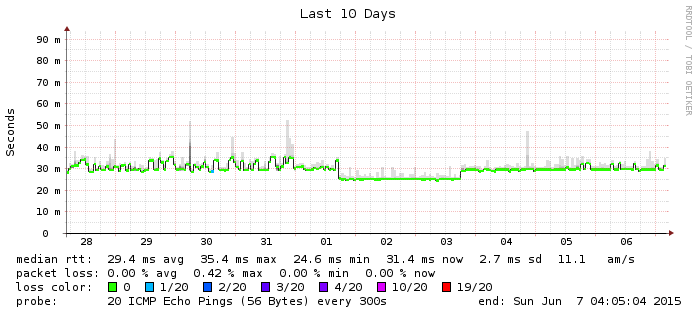 Last 10 Days
RRDTOOL / TOBI OETIKER
Seconds
90 m
80 m
70 m
60 m
50 m
40 m
30 m
20 m
10 m
0
28 29 30 31 01 02 03 04 05 06
median rtt: 29.4 ms avg 35.4 ms max 24.6 ms min 31.4 ms now 2.7 ms sd 11.1 am/s
packet loss: 0.00 % avg 0.42 % max 0.00 % min 0.00 % now
loss color: 0 1/20 2/20 3/20 4/20 10/20 19/20
probe: 20 ICMP Echo Pings (56 Bytes) every 300s end: Sun Jun 7 04:05:04 2015